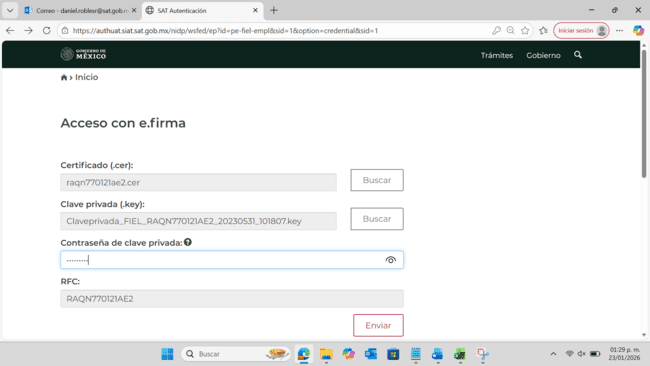 Correo - daniel.roblesr@sat.gob.m
SAT Autenticación
https://authuat.siat.sat.gob.mx/nidp/wsfed/ep?id=pe-fiel-empl&sid=1&option=credential&sid=1
Iniciar sesión
GOBIERNO DE
MÉXICO
Trámites
Gobierno
Inicio
Acceso con e.firma
Certificado (.cer):
raqn770121ae2.cer
Buscar
Clave privada (.key):
Claveprivada_FIEL_RAQN770121AE2_20230531_101807.key
Buscar
Contraseña de clave privada:
RFC:
RAQN770121AE2
Enviar
Buscar
01:29 p. m.
23/01/2026